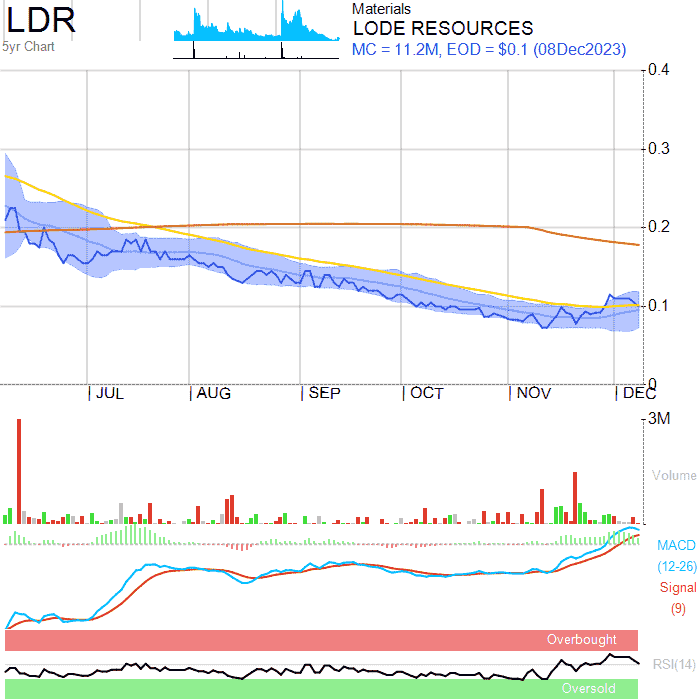 LDR
5yr Chart
Materials
LODE RESOURCES
MC = 11.2M, EOD = $0.1 (08Dec2023)
0.4
0.3
0.2
0.1
0
JUL AUG SEP OCT NOV DEC
3M
Volume
MACD
(12-26)
Signal
(9)
Overbought
RSI(14)
Oversold